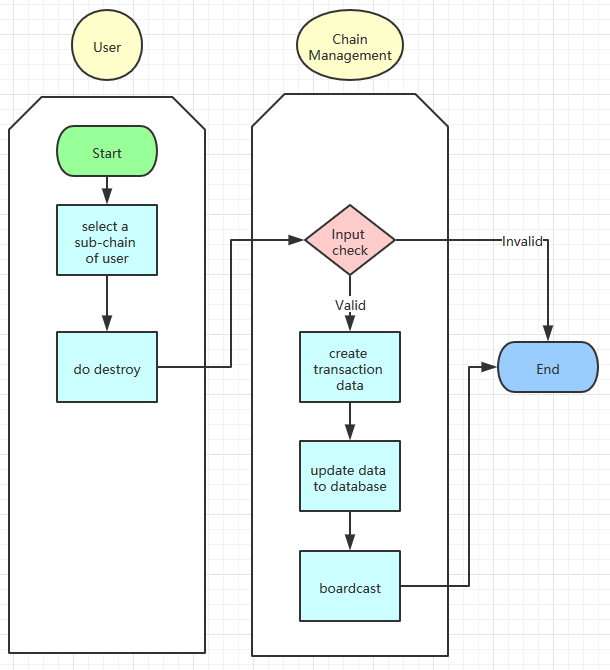 User
Chain
Management
Start
select a
sub-chain
of user
do destroy
Input
check
Invalid
Valid
create
transaction
data
End
update data
to database
boardcast